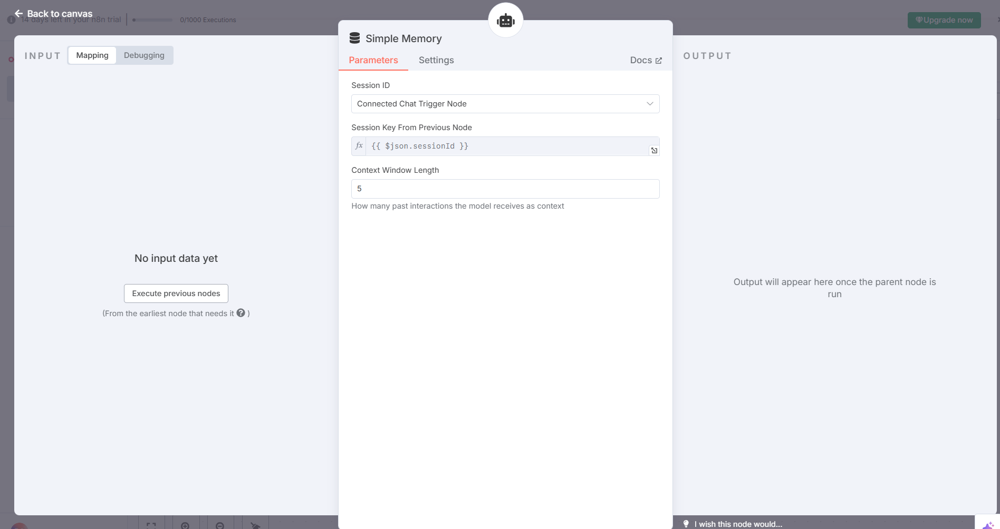 Back to canvas
14 days left in your n8n trial
0/1000 Executions
Upgrade now
INPUT
Mapping
Debugging
No input data yet
Execute previous nodes
(From the earliest node that needs it ? )
Simple Memory
Parameters
Settings
Docs
Session ID
Connected Chat Trigger Node
Session Key From Previous Node
fx
{{ $json.sessionId }}
Context Window Length
5
How many past interactions the model receives as context
OUTPUT
Output will appear here once the parent node is
run
I wish this node would...